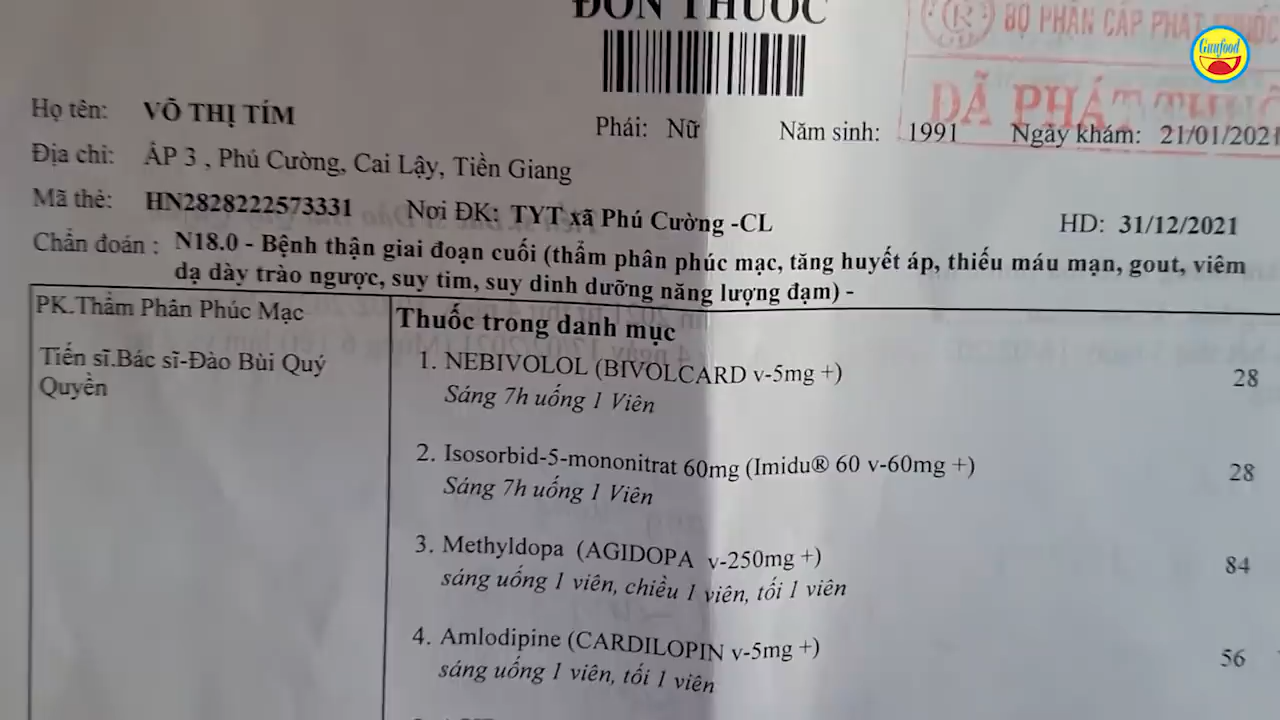 ĐƠN THUỐC
BỘ PHẬN CẤP PHÁT THUỐC
Gunfood
ĐÃ PHÁT THUỐC
Họ tên: VÕ THỊ TÍM Phái: Nữ Năm sinh: 1991 Ngày khám: 21/01/2021
Địa chỉ: ẤP 3 , Phú Cường, Cai Lậy, Tiền Giang
Mã thẻ: HN2828222573331 Nơi ĐK: TYT xã Phú Cường -CL HD: 31/12/2021
Chẩn đoán : N18.0 - Bệnh thận giai đoạn cuối (thẩm phân phúc mạc, tăng huyết áp, thiếu máu mạn, gout, viêm
dạ dày trào ngược, suy tim, suy dinh dưỡng năng lượng đạm) -
PK.Thẩm Phân Phúc Mạc
Tiến sĩ.Bác sĩ-Đào Bùi Quý
Quyền
Thuốc trong danh mục
1. NEBIVOLOL (BIVOLCARD v-5mg +) 28
Sáng 7h uống 1 Viên
2. Isosorbid-5-mononitrat 60mg (Imidu® 60 v-60mg +) 28
Sáng 7h uống 1 Viên
3. Methyldopa (AGIDOPA v-250mg +) 84
sáng uống 1 viên, chiều 1 viên, tối 1 viên
4. Amlodipine (CARDILOPIN v-5mg +) 56
sáng uống 1 viên, tối 1 viên